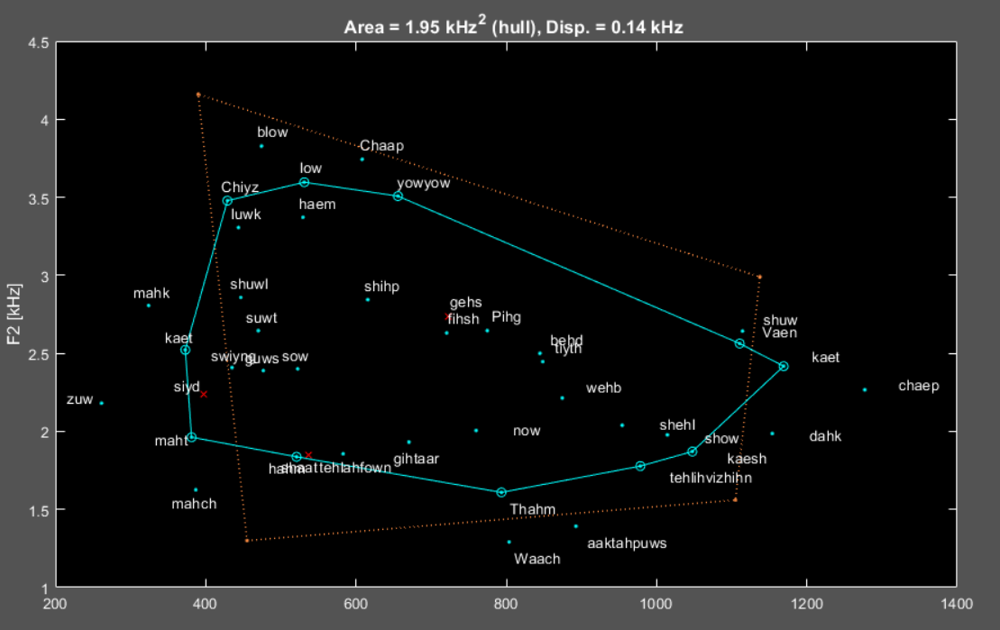 Area = 1.95 kHz2 (hull), Disp. = 0.14 kHz
4.5
4
3.5
3
2.5
2
1.5
1
F2 [kHz]
blow
Chaap
low
Chiyz
yowyow
haem
luwk
shuwl
shihp
mahk
gehs
suwt
fihsh
Pihg
shuw
Vaen
kaet
behd
kaet
swiyng
guws
sow
siyd
wehb
chaep
zuw
now
shehl
maht
show
dahk
gihtaar
kaesh
hahm
tehlahfown
tehlihvizhihn
mahch
Thahm
aaktahpuws
Waach
200
400
600
800
1000
1200
1400